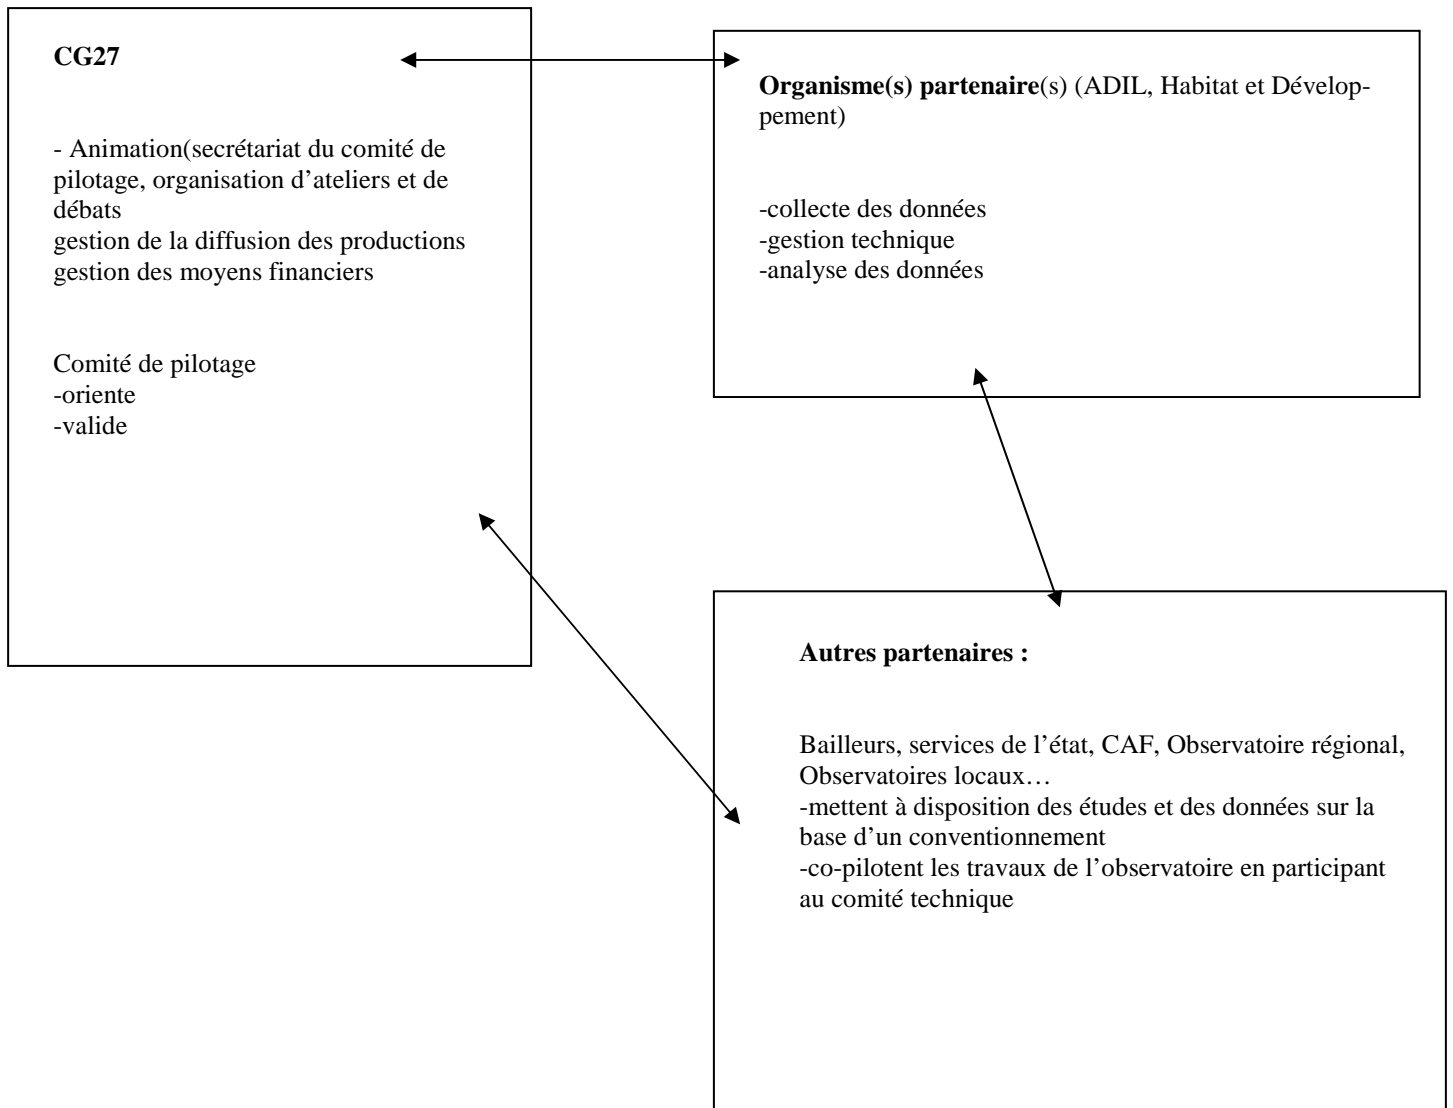 CG27
- Animation(secrétariat du comité de
pilotage, organisation d’ateliers et de
débats
gestion de la diffusion des productions
gestion des moyens financiers
Comité de pilotage
-oriente
-valide
Organisme(s) partenaire(s) (ADIL, Habitat et Dévelop-
pement)
-collecte des données
-gestion technique
-analyse des données
Autres partenaires :
Bailleurs, services de l’état, CAF, Observatoire régional,
Observatoires locaux…
-mettent à disposition des études et des données sur la
base d’un conventionnement
-co-pilotent les travaux de l’observatoire en participant
au comité technique